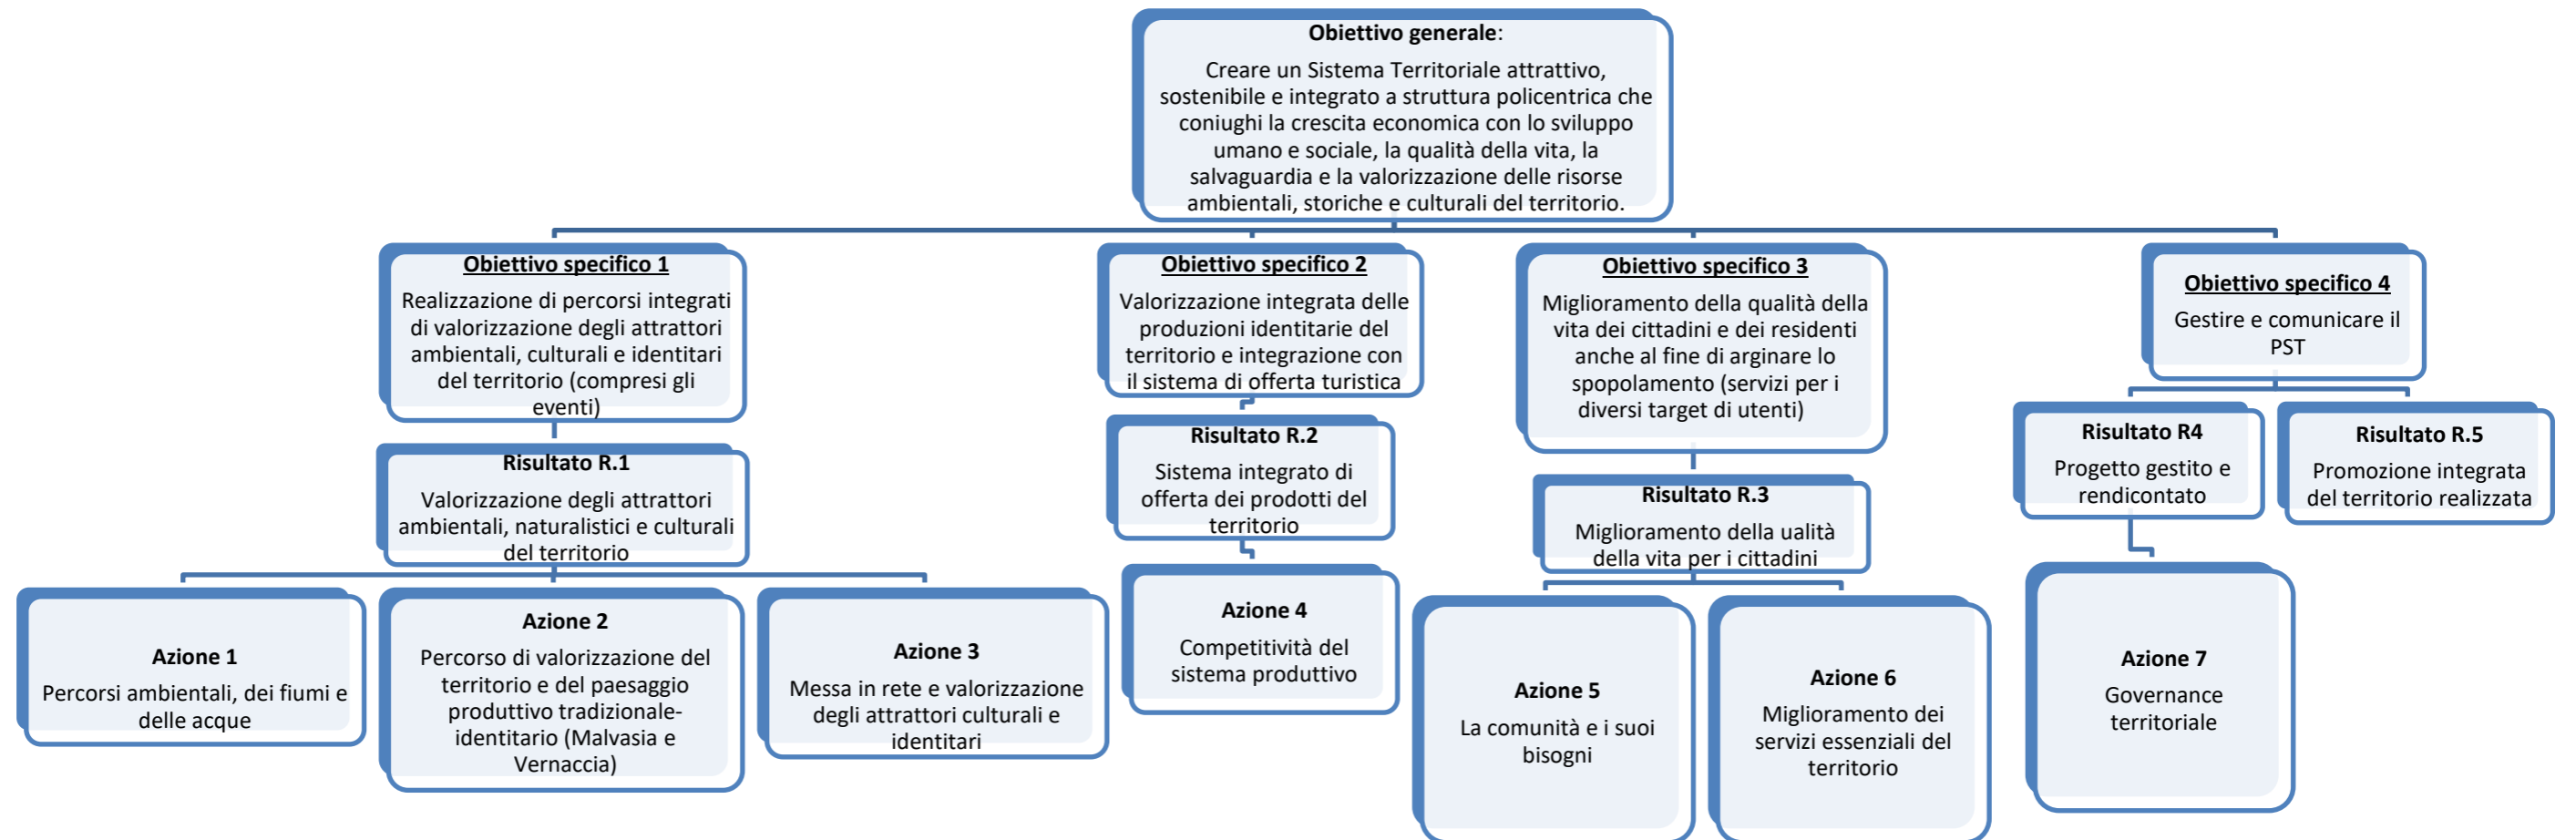 Obiettivo generale:
Creare un Sistema Territoriale attrattivo,
sostenibile e integrato a struttura policentrica che
coniughi la crescita economica con lo sviluppo
umano e sociale, la qualità della vita, la
salvaguardia e la valorizzazione delle risorse
ambientali, storiche e culturali del territorio.
Obiettivo specifico 1
Realizzazione di percorsi integrati
di valorizzazione degli attrattori
ambientali, culturali e identitari
del territorio (compresi gli
eventi)
Obiettivo specifico 2
Valorizzazione integrata delle
produzioni identitarie del
territorio e integrazione con
il sistema di offerta turistica
Obiettivo specifico 3
Miglioramento della qualità della
vita dei cittadini e dei residenti
anche al fine di arginare lo
spopolamento (servizi per i
diversi target di utenti)
Obiettivo specifico 4
Gestire e comunicare il
PST
Risultato R.1
Valorizzazione degli attrattori
ambientali, naturalistici e culturali
del territorio
Risultato R.2
Sistema integrato di
offerta dei prodotti del
territorio
Risultato R.3
Miglioramento della ualità
della vita per i cittadini
Risultato R4
Progetto gestito e
rendicontato
Risultato R.5
Promozione integrata
del territorio realizzata
Azione 1
Percorsi ambientali, dei fiumi e
delle acque
Azione 2
Percorso di valorizzazione del
territorio e del paesaggio
produttivo tradizionale-
identitario (Malvasia e
Vernaccia)
Azione 3
Messa in rete e valorizzazione
degli attrattori culturali e
identitari
Azione 4
Competitività del
sistema produttivo
Azione 5
La comunità e i suoi
bisogni
Azione 6
Miglioramento dei
servizi essenziali del
territorio
Azione 7
Governance
territoriale